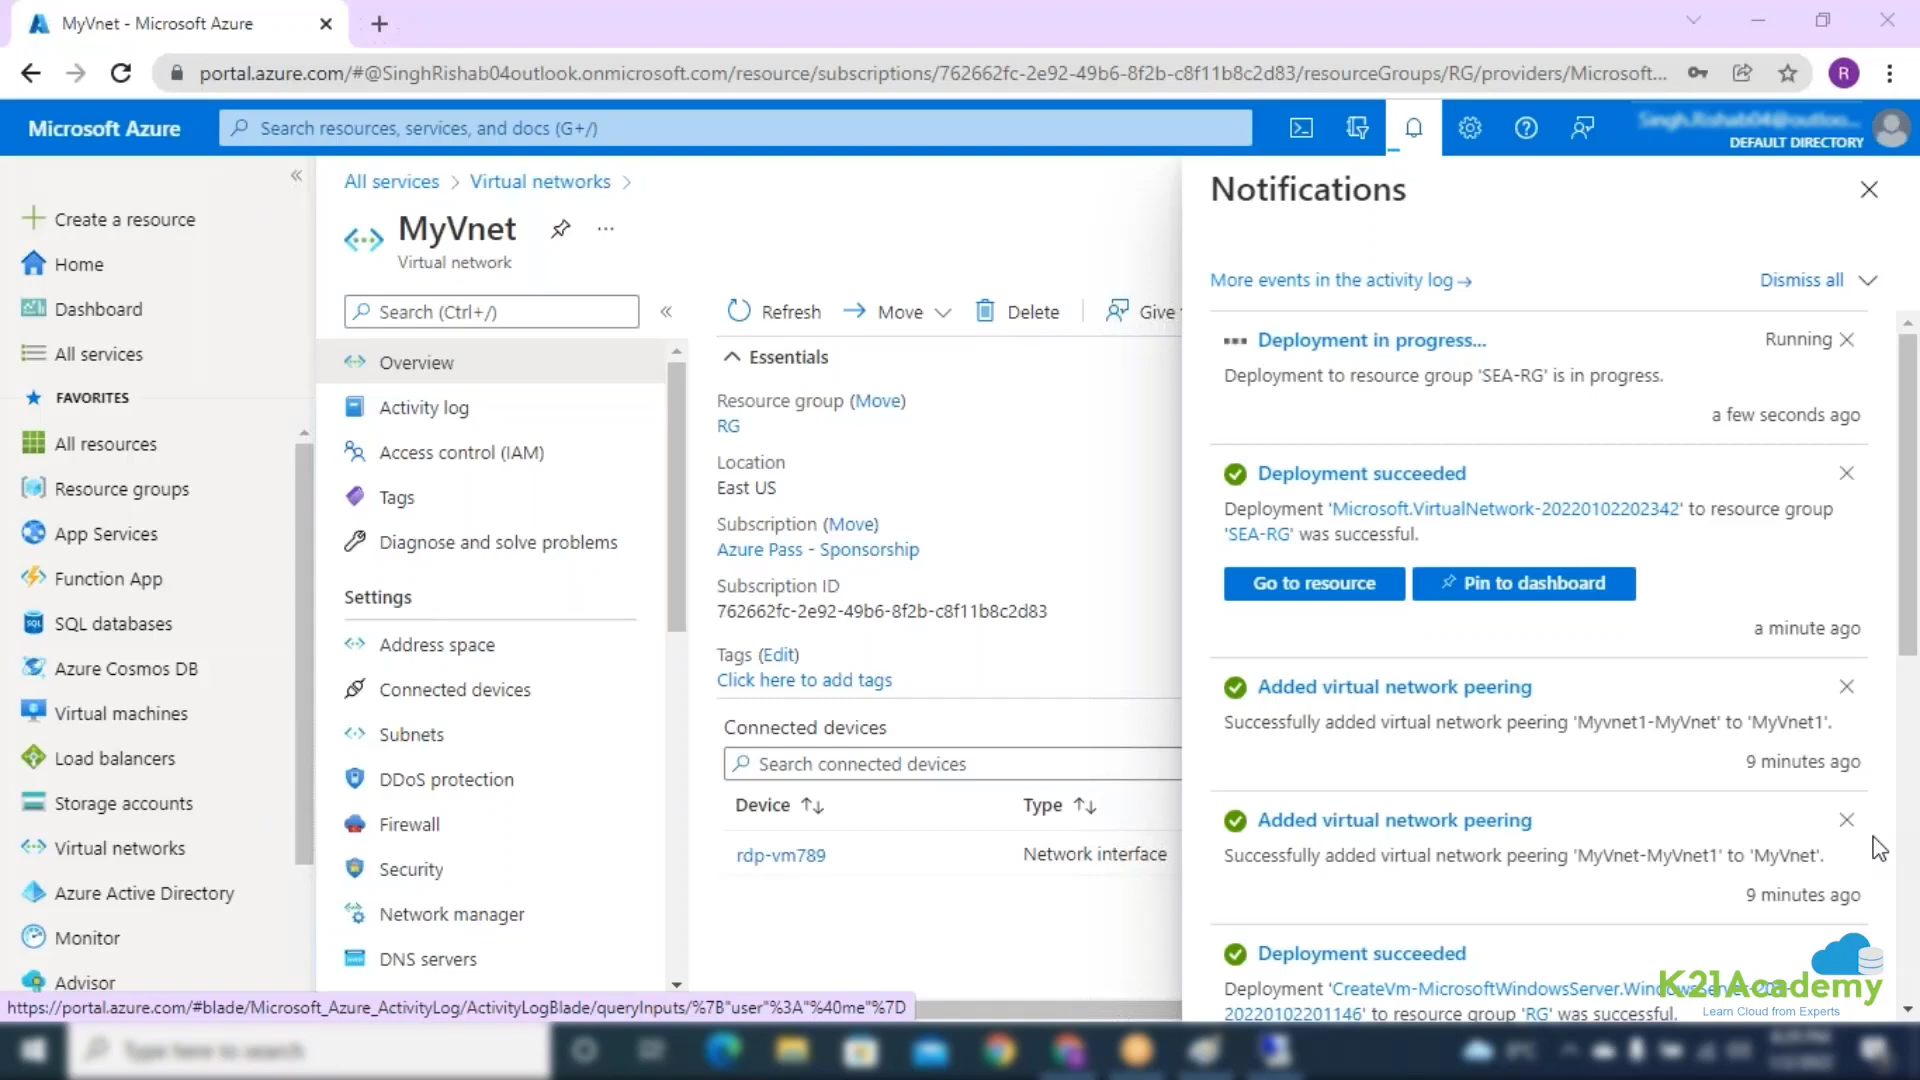 MyVnet - Microsoft Azure
portal.azure.com/#@SinghRishab04outlook.onmicrosoft.com/resource/subscriptions/762662fc-2e92-49b6-8f2b-c8f11b8c2d83/resourceGroups/RG/providers/Microsoft...
R
Microsoft Azure
Search resources, services, and docs (G+/)
Singh.Rishab04@outloo...
DEFAULT DIRECTORY
Create a resource
Home
Dashboard
All services
FAVORITES
All resources
Resource groups
App Services
Function App
SQL databases
Azure Cosmos DB
Virtual machines
Load balancers
Storage accounts
Virtual networks
Azure Active Directory
Monitor
Advisor
All services > Virtual networks >
MyVnet
Virtual network
Search (Ctrl+/)
Overview
Activity log
Access control (IAM)
Tags
Diagnose and solve problems
Settings
Address space
Connected devices
Subnets
DDoS protection
Firewall
Security
Network manager
DNS servers
Refresh Move Delete Give
Essentials
Resource group (Move)
RG
Location
East US
Subscription (Move)
Azure Pass - Sponsorship
Subscription ID
762662fc-2e92-49b6-8f2b-c8f11b8c2d83
Tags (Edit)
Click here to add tags
Connected devices
Search connected devices
Device Type
rdp-vm789 Network interface
Notifications
More events in the activity log → Dismiss all
Deployment in progress... Running
Deployment to resource group 'SEA-RG' is in progress.
a few seconds ago
Deployment succeeded
Deployment 'Microsoft.VirtualNetwork-20220102202342' to resource group
'SEA-RG' was successful.
Go to resource Pin to dashboard
a minute ago
Added virtual network peering
Successfully added virtual network peering 'Myvnet1-MyVnet' to 'MyVnet1'.
9 minutes ago
Added virtual network peering
Successfully added virtual network peering 'MyVnet-MyVnet1' to 'MyVnet'.
9 minutes ago
Deployment succeeded
Deployment 'CreateVm-MicrosoftWindowsServer.WindowsServer-20
20220102201146' to resource group 'RG' was successful.
K21Academy
Learn Cloud from Experts
https://portal.azure.com/#blade/Microsoft_Azure_ActivityLog/ActivityLogBlade/queryInputs/%7B"user"%3A"%40me"%7D
Type here to search